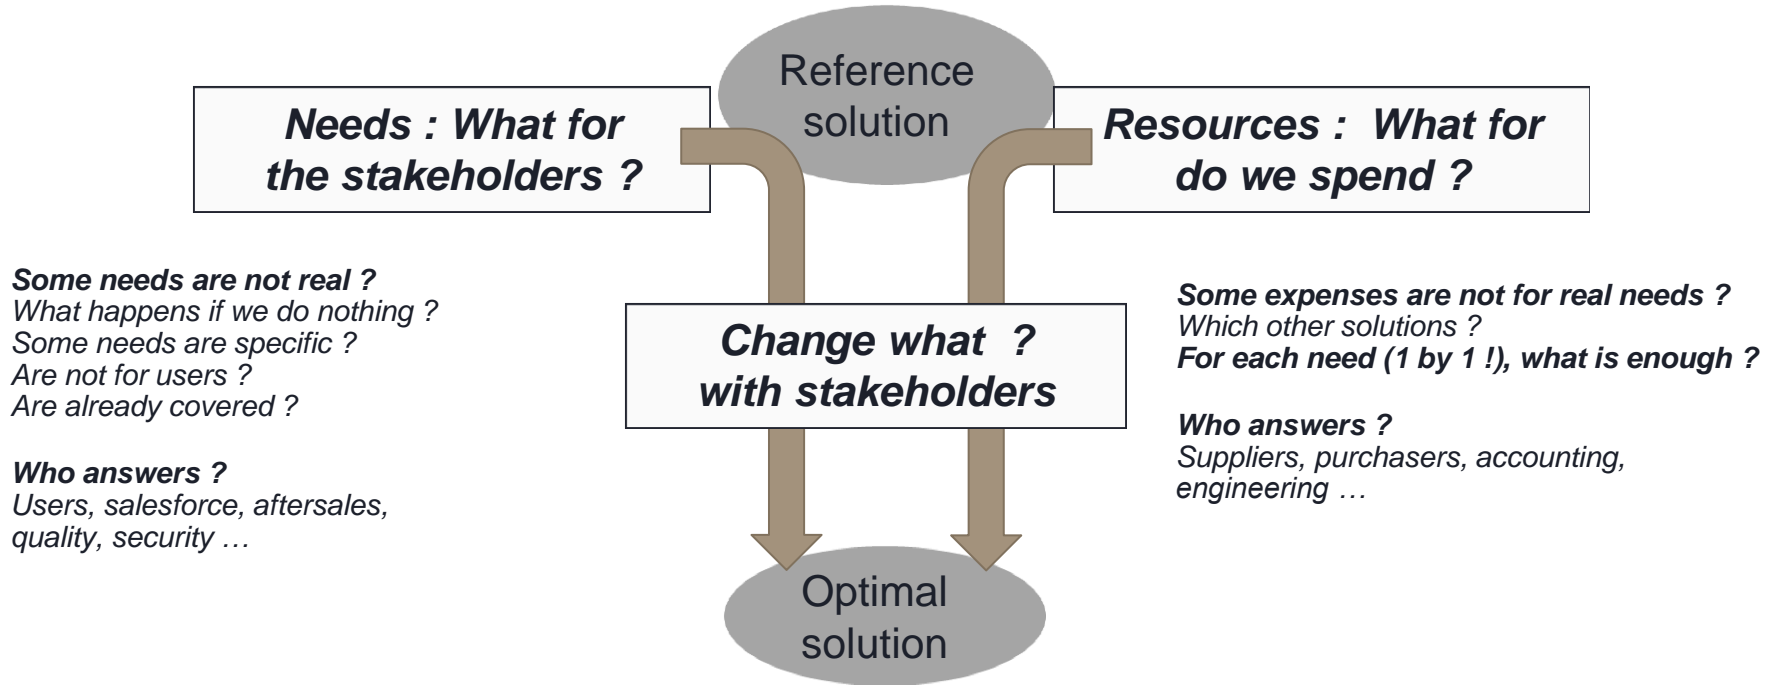 Reference
solution
Needs : What for
the stakeholders ?
Resources : What for
do we spend ?
Some needs are not real ?
What happens if we do nothing ?
Some needs are specific ?
Are not for users ?
Are already covered ?
Who answers ?
Users, salesforce, aftersales,
quality, security …
Change what ?
with stakeholders
Some expenses are not for real needs ?
Which other solutions ?
For each need (1 by 1 !), what is enough ?
Who answers ?
Suppliers, purchasers, accounting,
engineering …
Optimal
solution